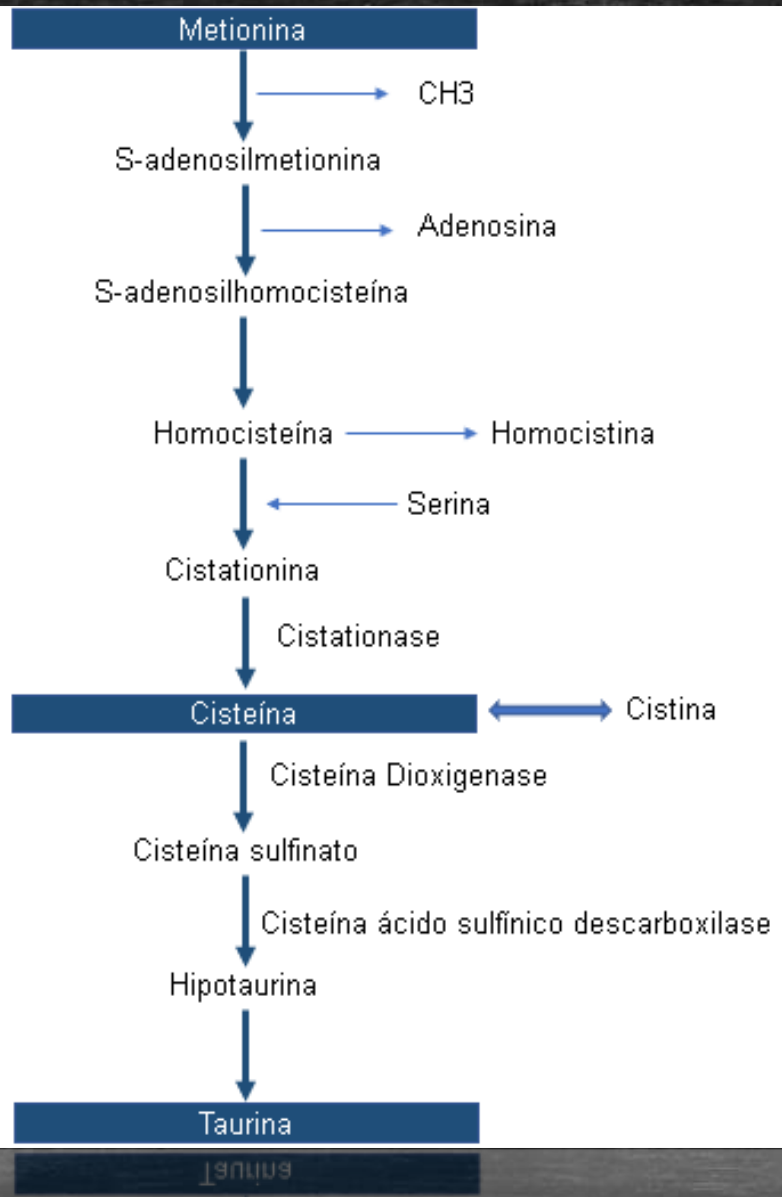 Metionina
CH3
S-adenosilmetionina
Adenosina
S-adenosilhomocisteína
Homocisteína
Homocistina
Serina
Cistationina
Cistationase
Cisteína
Cistina
Cisteína Dioxigenase
Cisteína sulfinato
Cisteína ácido sulfínico descarboxilase
Hipotaurina
Taurina